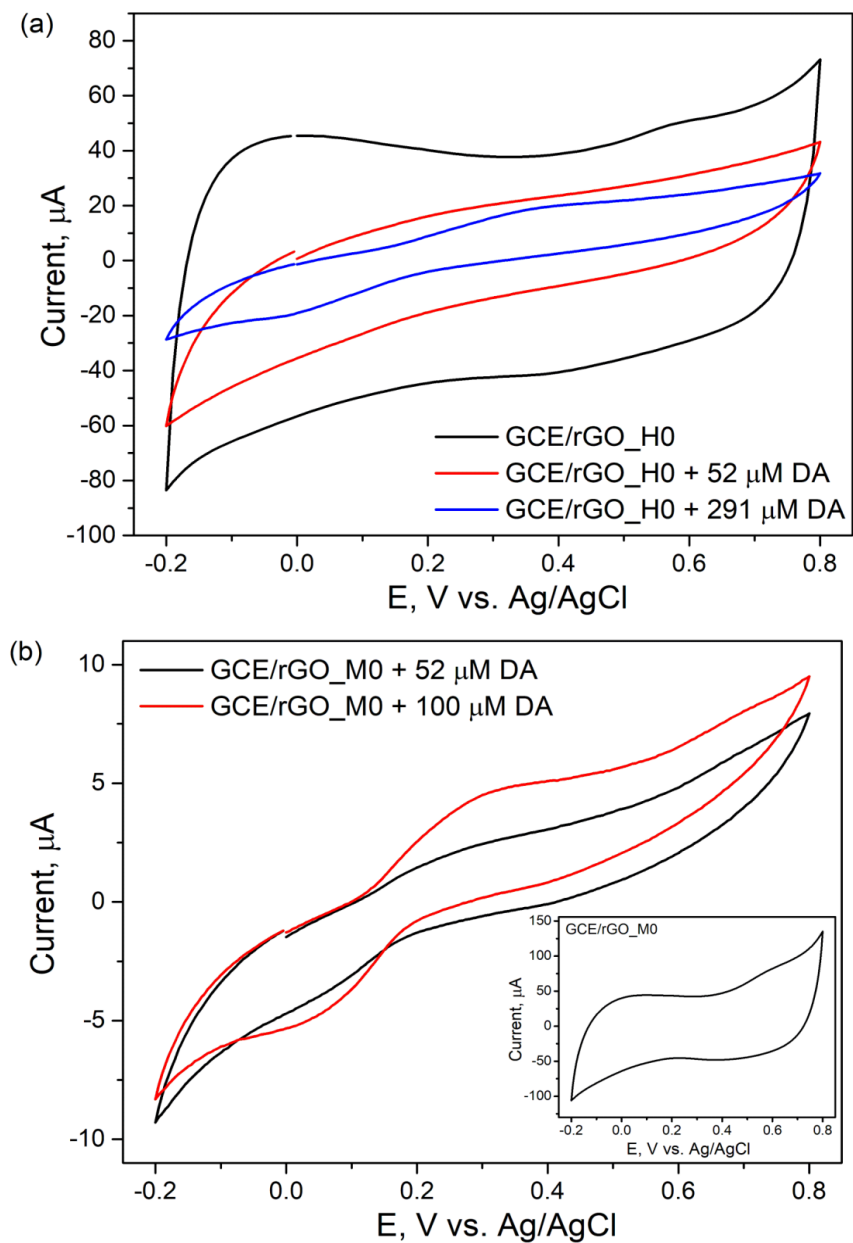 (a)
80
60
40
20
0
-20
-40
-60
-80
-100
Current, μA
GCE/rGO_H0
GCE/rGO_H0 + 52 μM DA
GCE/rGO_H0 + 291 μM DA
-0.2 0.0 0.2 0.4 0.6 0.8
E, V vs. Ag/AgCl
(b)
10
5
0
-5
-10
Current, μA
GCE/rGO_M0 + 52 μM DA
GCE/rGO_M0 + 100 μM DA
GCE/rGO_M0
150
100
50
0
-50
-100
Current, μA
-0.2 0.0 0.2 0.4 0.6 0.8
E, V vs. Ag/AgCl
-0.2 0.0 0.2 0.4 0.6 0.8
E, V vs. Ag/AgCl